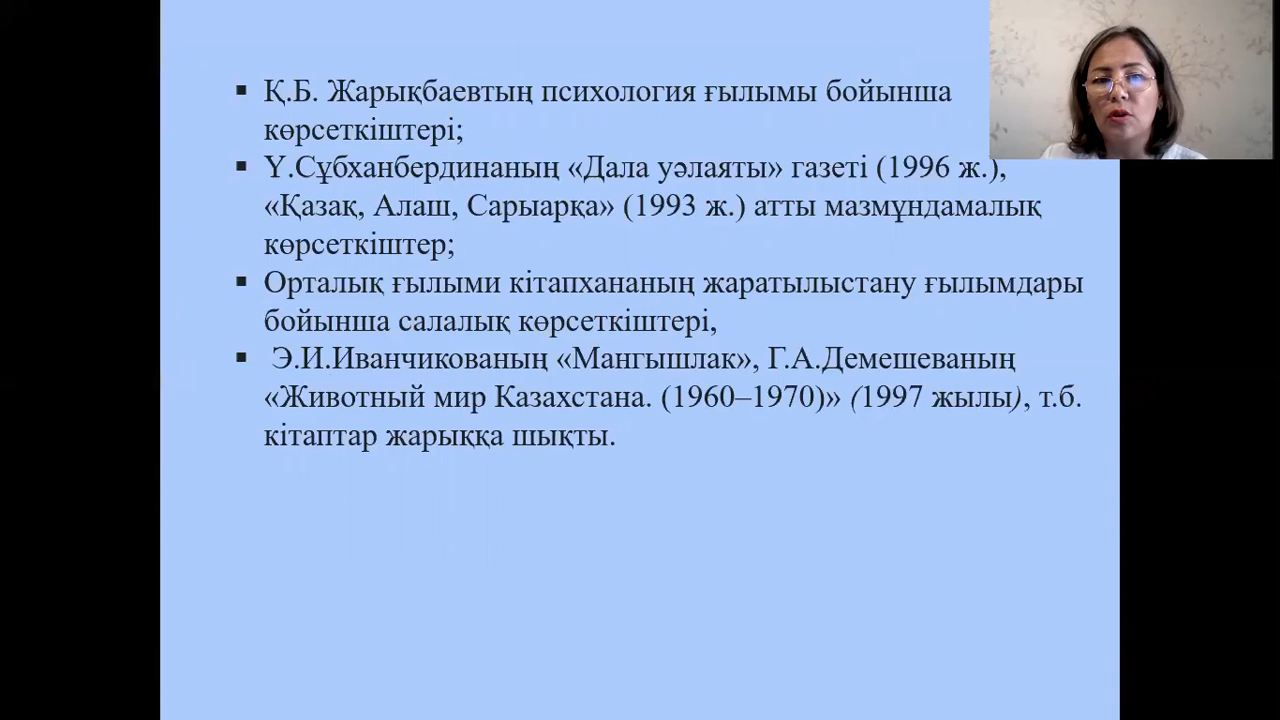 ▪ Қ.Б. Жарықбаевтың психология ғылымы бойынша
көрсеткіштері;
▪ Ү.Сұбханбердинаның «Дала уәлаяты» газеті (1996 ж.),
«Қазақ, Алаш, Сарыарқа» (1993 ж.) атты мазмұндамалық
көрсеткіштер;
▪ Орталық ғылыми кітапхананың жаратылыстану ғылымдары
бойынша салалық көрсеткіштері,
▪ Э.И.Иванчикованың «Мангышлак», Г.А.Демешеваның
«Животный мир Казахстана. (1960–1970)» (1997 жылы), т.б.
кітаптар жарыққа шықты.